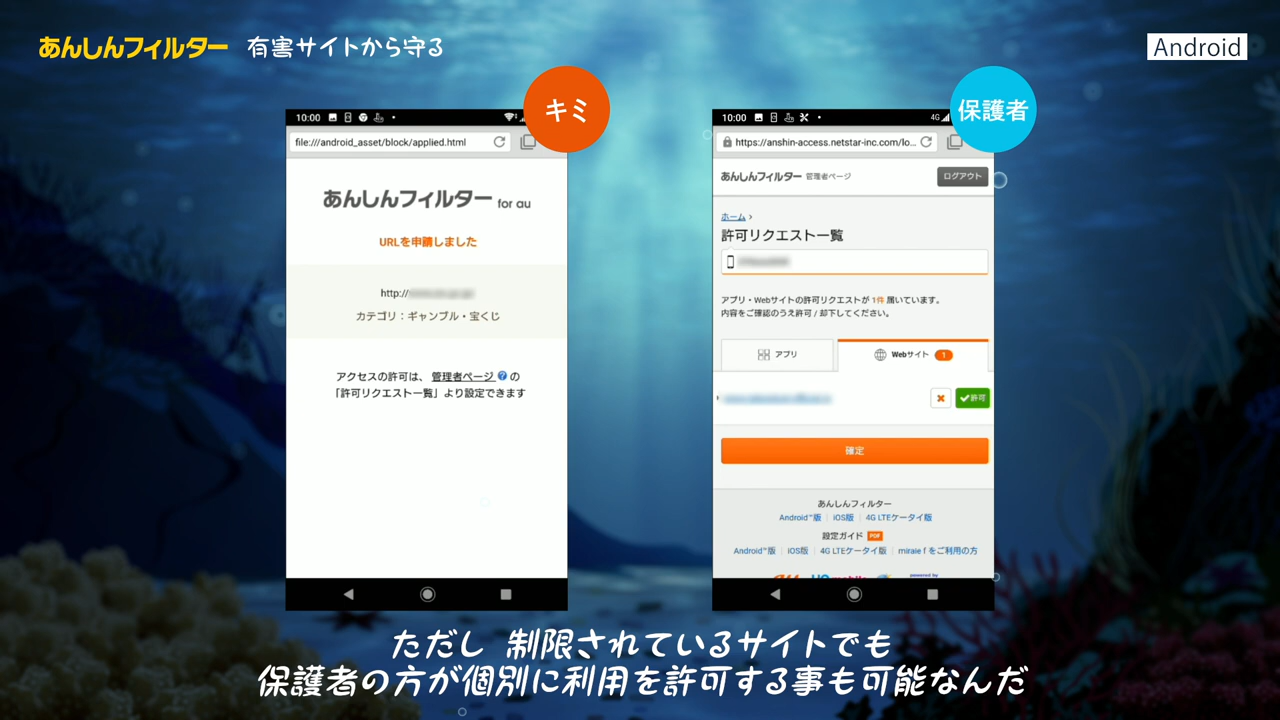 あんしんフィルター 有害サイトから守る
Android
キミ
保護者
10:00
file:///android_asset/block/applied.html
あんしんフィルター for au
URLを申請しました
http://
カテゴリ：ギャンブル・宝くじ
アクセスの許可は、管理者ページ ? の
「許可リクエスト一覧」より設定できます
10:00 4G
https://anshin-access.netstar-inc.com/lo...
あんしんフィルター 管理者ページ ログアウト
ホーム ›
許可リクエスト一覧
アプリ・Webサイトの許可リクエストが 1件 届いています。
内容をご確認のうえ許可 / 却下してください。
アプリ Webサイト 1
許可
確定
あんしんフィルター
Android™版 | iOS版 | 4G LTEケータイ版
設定ガイド PDF
Android™版 | iOS版 | 4G LTEケータイ版 | miraie f をご利用の方
powered by
ただし 制限されているサイトでも
保護者の方が個別に利用を許可する事も可能なんだ